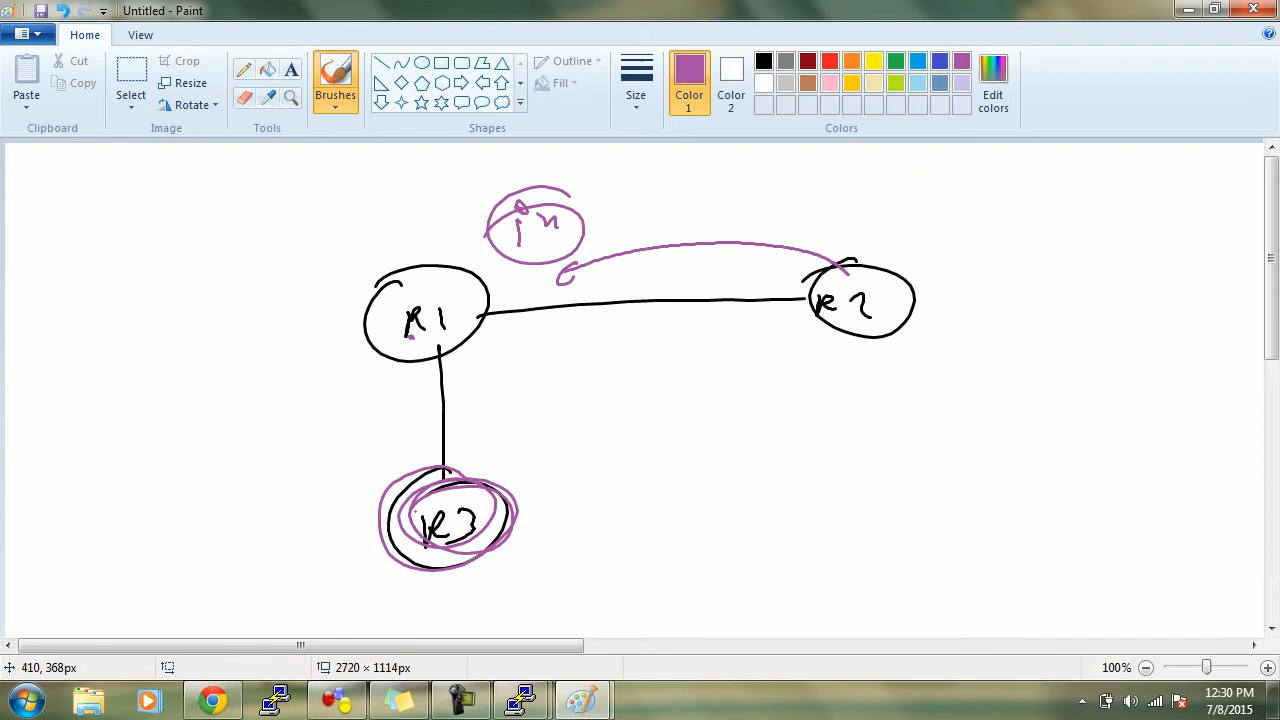 Untitled - Paint
Home
View
Paste
Cut
Copy
Clipboard
Select
Crop
Resize
Rotate
Image
Tools
Brushes
Shapes
Outline
Fill
Size
Color
1
Color
2
Edit
colors
Colors
in
R1
R2
R3
410, 368px
2720 × 1114px
100%
12:30 PM
7/8/2015